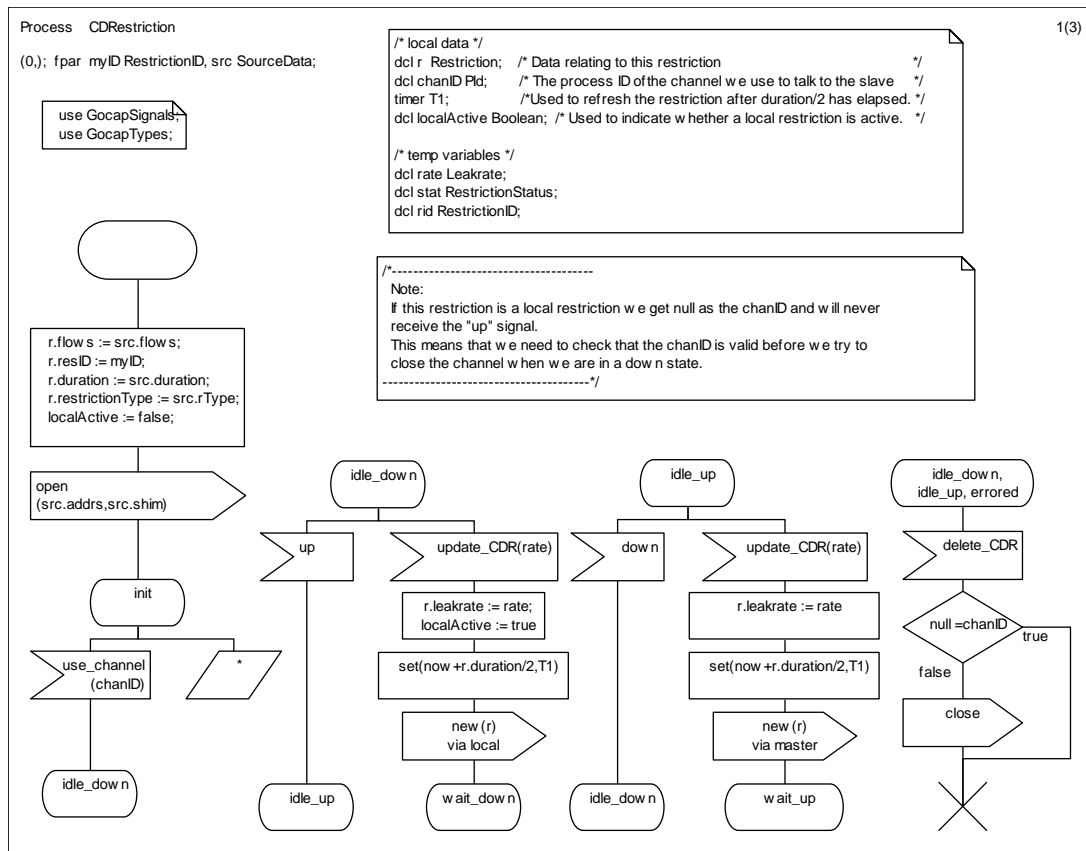 Process CDRestriction
1(3)
(0,); fpar myID RestrictionID, src SourceData;
use GocapSignals;
use GocapTypes;
/* local data */
dcl r Restriction; /* Data relating to this restriction */
dcl chanID PId; /* The process ID of the channel we use to talk to the slave */
timer T1; /*Used to refresh the restriction after duration/2 has elapsed. */
dcl localActive Boolean; /* Used to indicate whether a local restriction is active. */
/* temp variables */
dcl rate Leakrate;
dcl stat RestrictionStatus;
dcl rid RestrictionID;
/*-------------------------------------
Note:
If this restriction is a local restriction we get null as the chanID and will never
receive the "up" signal.
This means that we need to check that the chanID is valid before we try to
close the channel when we are in a down state.
---------------------------------------*/
r.flows := src.flows;
r.resID := myID;
r.duration := src.duration;
r.restrictionType := src.rType;
localActive := false;
open
(src.addrs,src.shim)
init
use_channel
(chanID)
*
idle_down
idle_down
up
update_CDR(rate)
r.leakrate := rate;
localActive := true
set(now+r.duration/2,T1)
new (r)
via local
idle_up
wait_down
idle_up
down
update_CDR(rate)
r.leakrate := rate
set(now+r.duration/2,T1)
new (r)
via master
idle_down
wait_up
idle_down,
idle_up, errored
delete_CDR
null =chanID
true
false
close